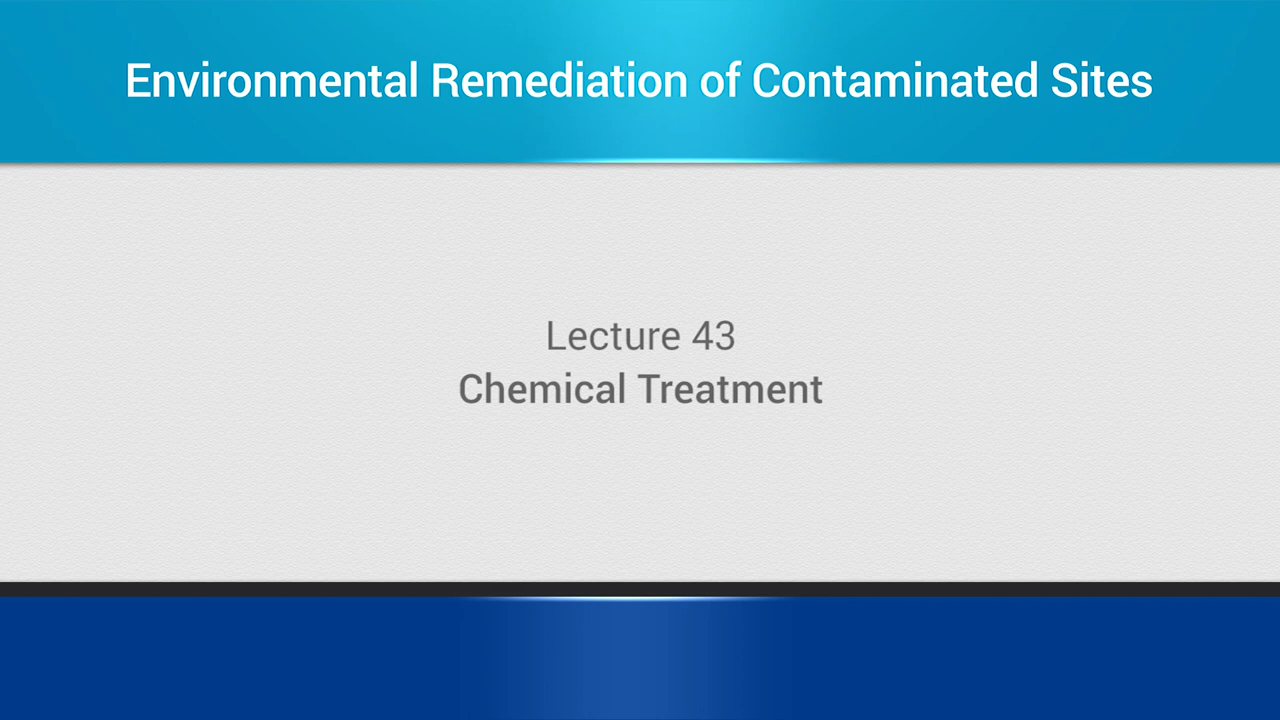 Environmental Remediation of Contaminated Sites
Lecture 43
Chemical Treatment